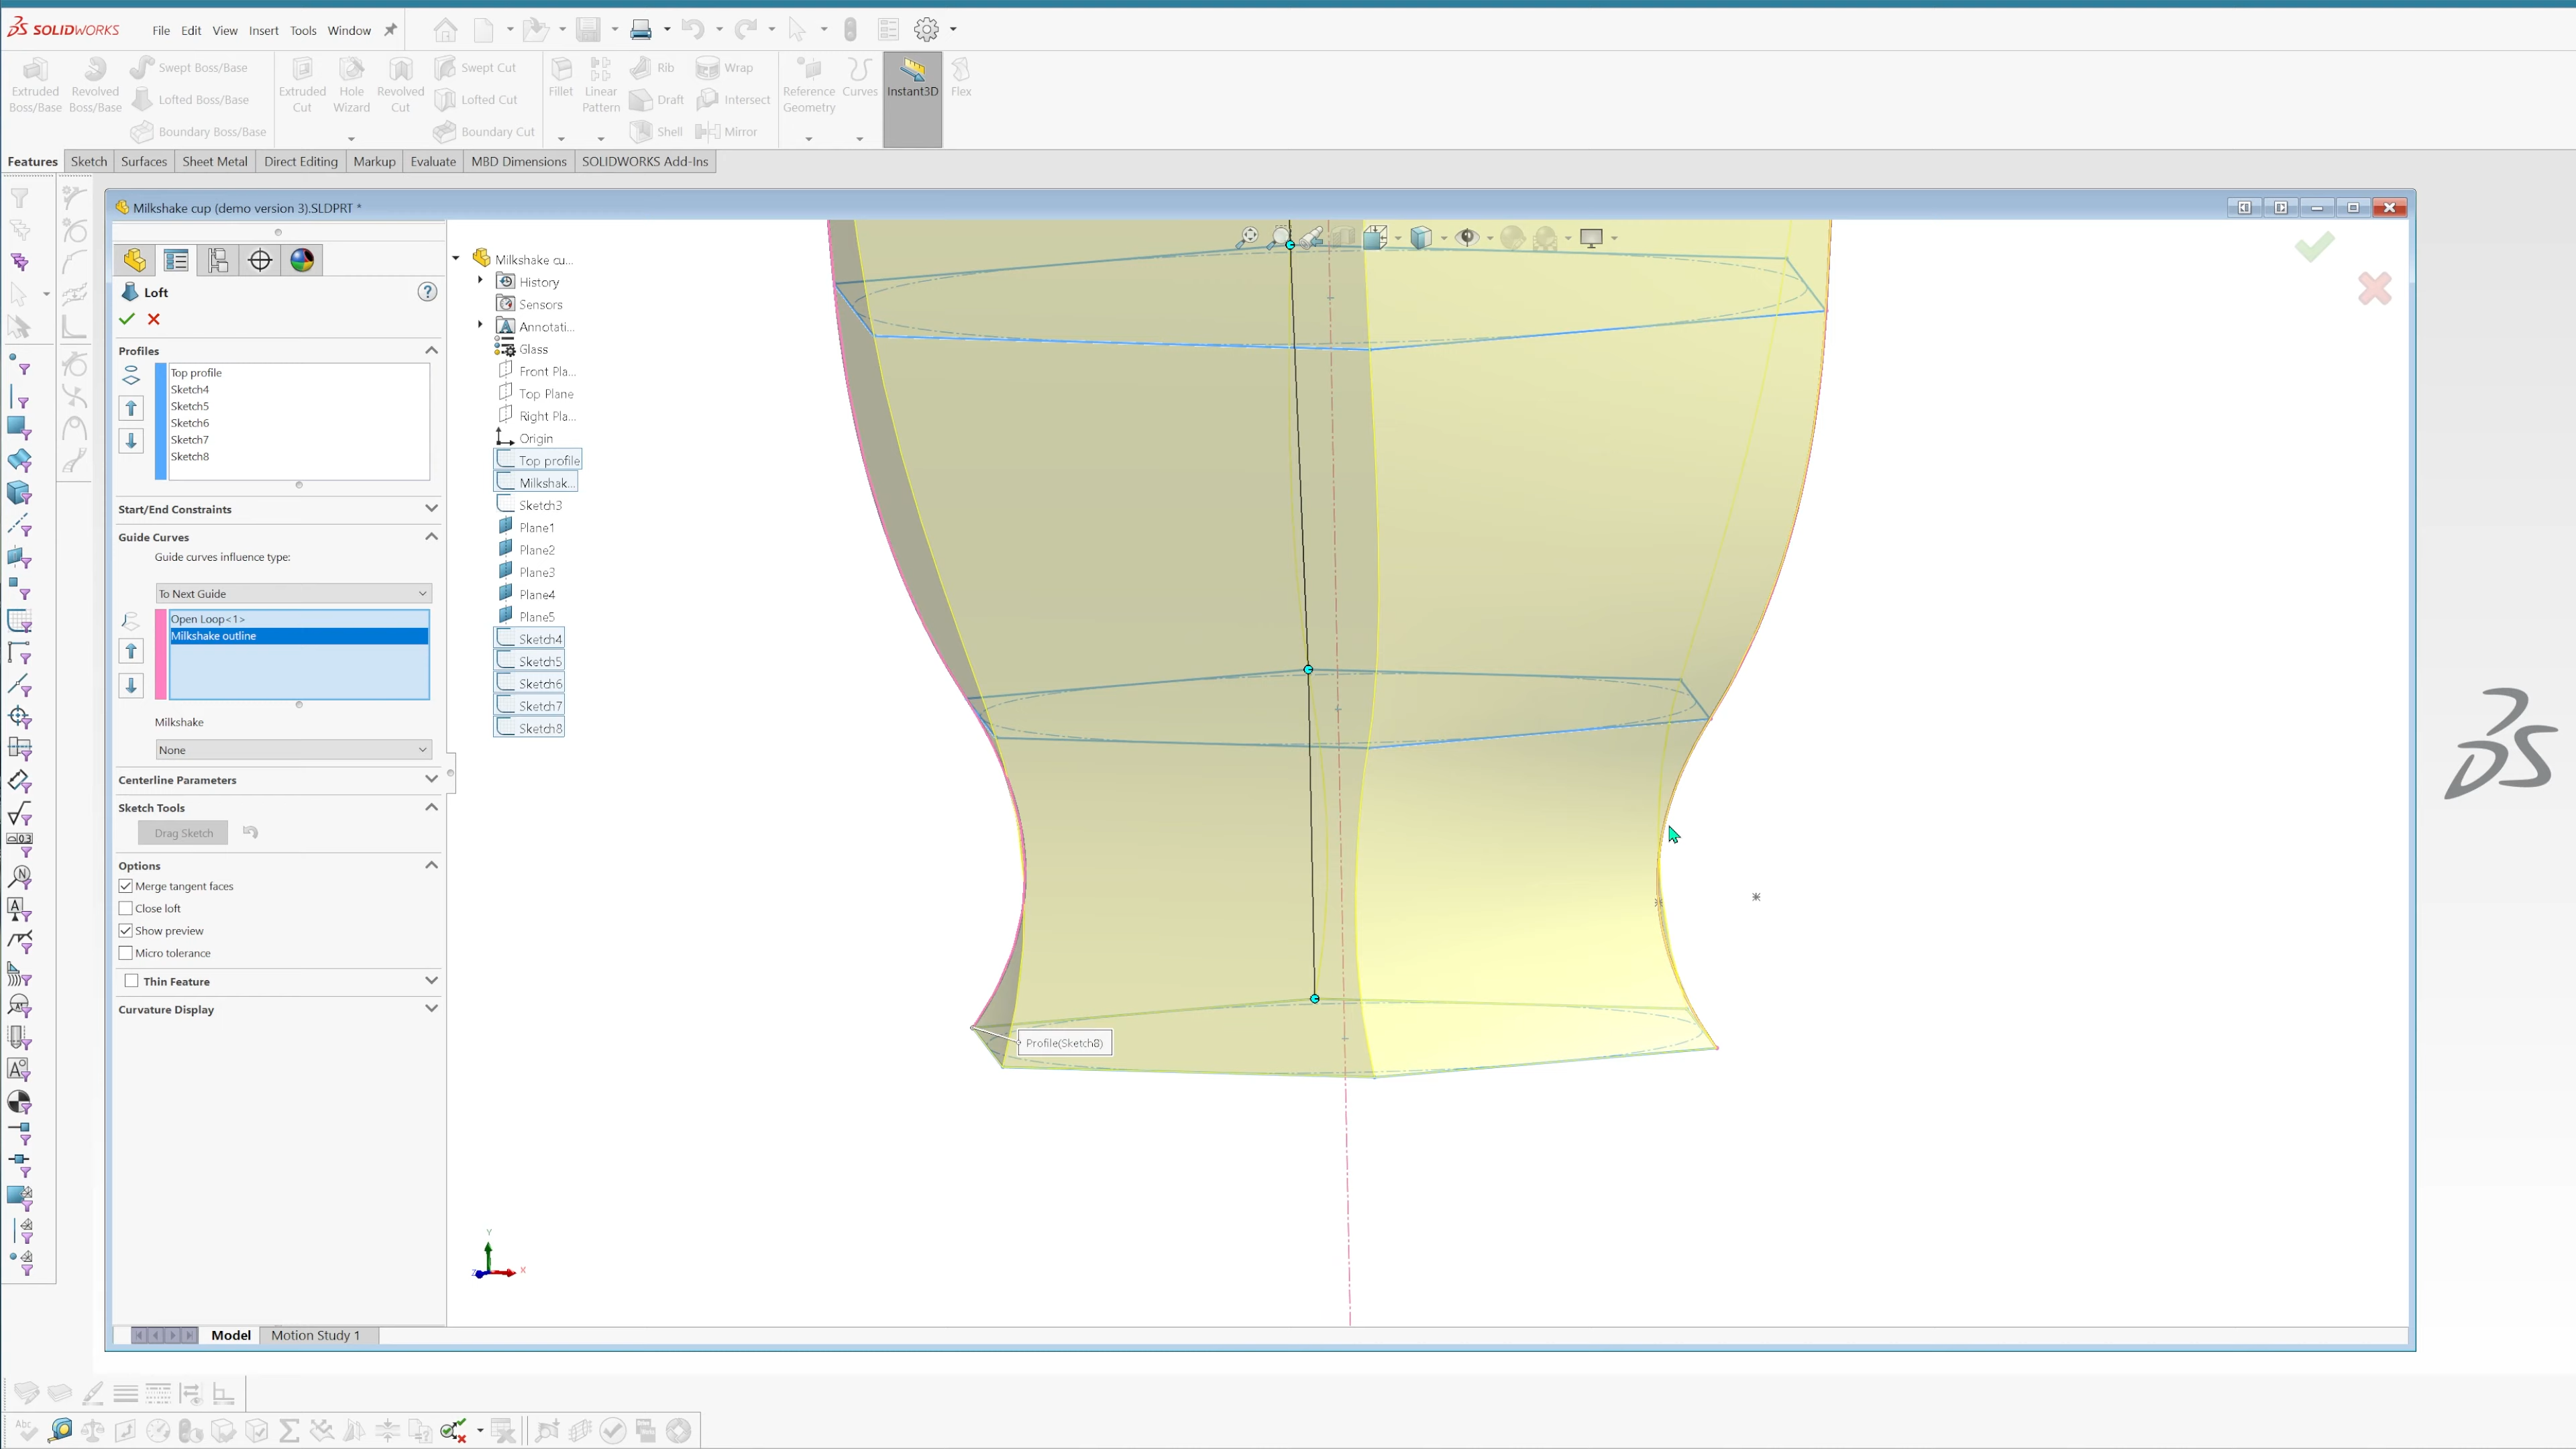 SOLIDWORKS
File Edit View Insert Tools Window
Extruded Boss/Base
Revolved Boss/Base
Swept Boss/Base
Lofted Boss/Base
Boundary Boss/Base
Extruded Cut
Hole Wizard
Revolved Cut
Swept Cut
Lofted Cut
Boundary Cut
Fillet
Linear Pattern
Rib
Draft
Shell
Wrap
Intersect
Mirror
Reference Geometry
Curves
Instant3D
Flex
Features Sketch Surfaces Sheet Metal Direct Editing Markup Evaluate MBD Dimensions SOLIDWORKS Add-Ins
Milkshake cup (demo version 3).SLDPRT *
Loft
Profiles
Top profile
Sketch4
Sketch5
Sketch6
Sketch7
Sketch8
Start/End Constraints
Guide Curves
Guide curves influence type:
To Next Guide
Open Loop<1>
Milkshake outline
Milkshake
None
Centerline Parameters
Sketch Tools
Drag Sketch
Options
Merge tangent faces
Close loft
Show preview
Micro tolerance
Thin Feature
Curvature Display
Milkshake cu...
History
Sensors
Annotati...
Glass
Front Pla...
Top Plane
Right Pla...
Origin
Top profile
Milkshak...
Sketch3
Plane1
Plane2
Plane3
Plane4
Plane5
Sketch4
Sketch5
Sketch6
Sketch7
Sketch8
Profile(Sketch8)
Y
Z
X
Model Motion Study 1